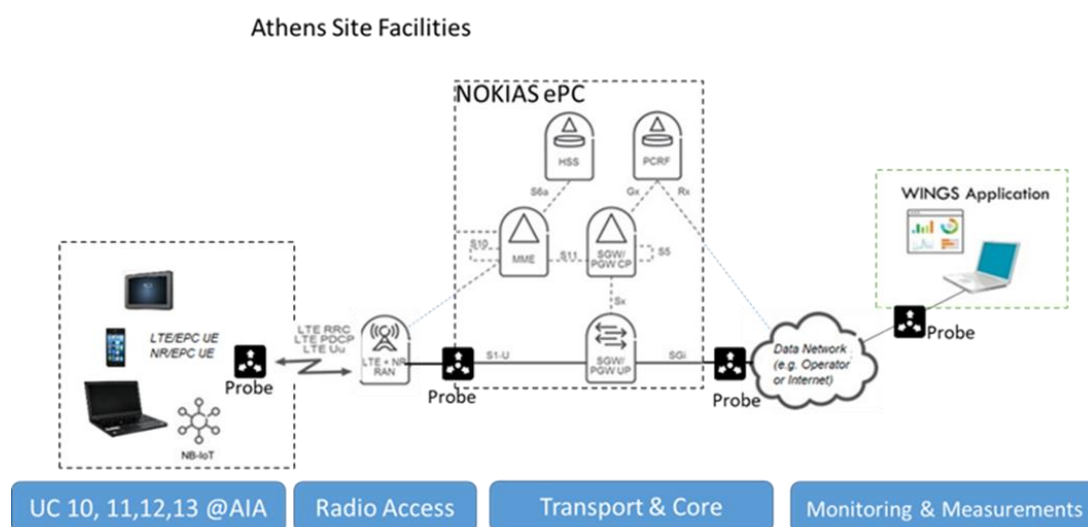 Athens Site Facilities
NOKIAS ePC
HSS
PCRF
S6a
Gx
Rx
WINGS Application
S10
MME
S11
SGW/
PGW CP
S5
Sx
LTE/EPC UE
NR/EPC UE
Probe
LTE RRC
LTE PDCP
LTE Uu
LTE + NR
RAN
Probe
S1-U
SGW/
PGW UP
SGi
Probe
Data Network
(e.g. Operator
or Internet)
Probe
NB-IoT
UC 10, 11,12,13 @AIA
Radio Access
Transport & Core
Monitoring & Measurements